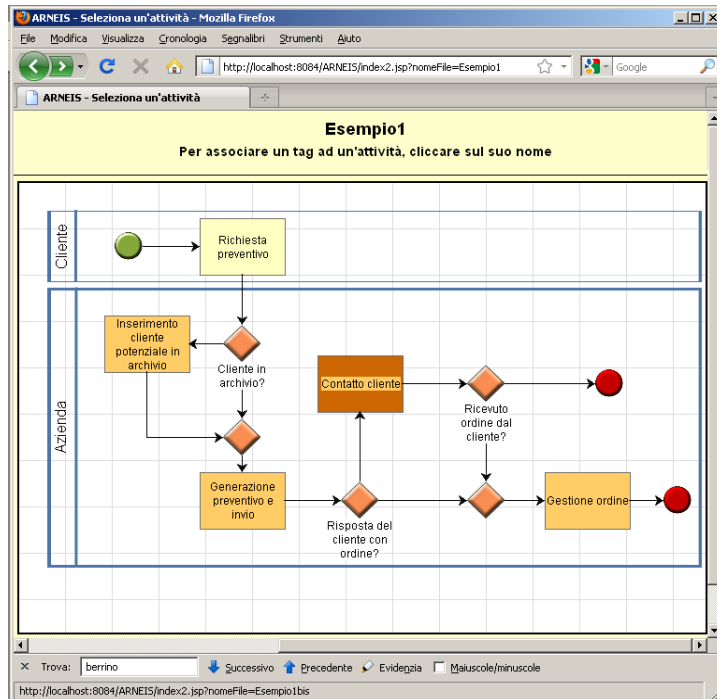 ARNEIS - Seleziona un'attività - Mozilla Firefox
File Modifica Visualizza Cronologia Segnalibri Strumenti Aiuto
http://localhost:8084/ARNEIS/index2.jsp?nomeFile=Esempio1
Google
ARNEIS - Seleziona un'attività
Esempio1
Per associare un tag ad un'attività, cliccare sul suo nome
Cliente
Richiesta
preventivo
Azienda
Inserimento
cliente
potenziale in
archivio
Cliente in
archivio?
Contatto cliente
Ricevuto
ordine dal
cliente?
Generazione
preventivo e
invio
Risposta del
cliente con
ordine?
Gestione ordine
Trova: berrino Successivo Precedente Evidenzia Maiuscole/minuscole
http://localhost:8084/ARNEIS/index2.jsp?nomeFile=Esempio1bis